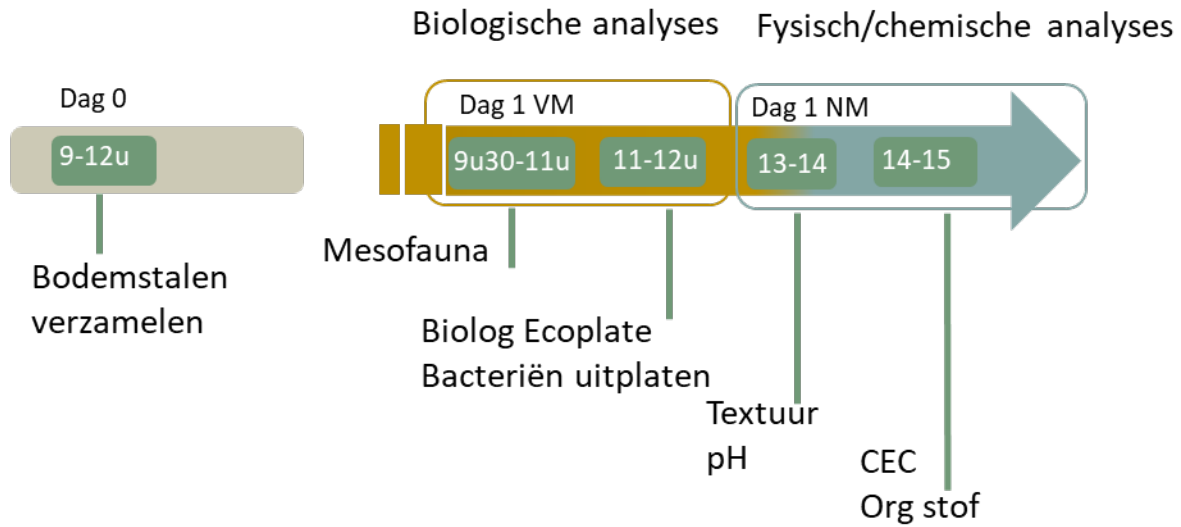 Biologische analyses
Fysisch/chemische analyses
Dag 0
Dag 1 VM
Dag 1 NM
9-12u
9u30-11u
11-12u
13-14
14-15
Bodemstalen
verzamelen
Mesofauna
Biolog Ecoplate
Bacteriën uitplaten
Textuur
pH
CEC
Org stof